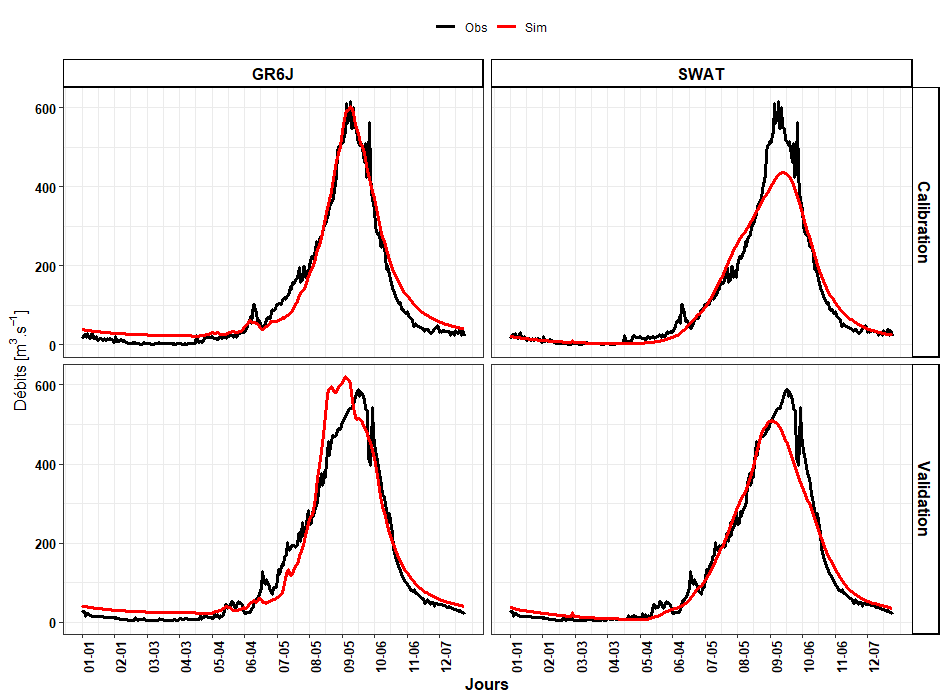 Obs Sim
GR6J SWAT
600
400
200
0
Calibration
600
400
200
0
Validation
Débits [m³.s⁻¹]
01-01 02-01 03-03 04-03 05-04 06-04 07-05 08-05 09-05 10-06 11-06 12-07
01-01 02-01 03-03 04-03 05-04 06-04 07-05 08-05 09-05 10-06 11-06 12-07
Jours